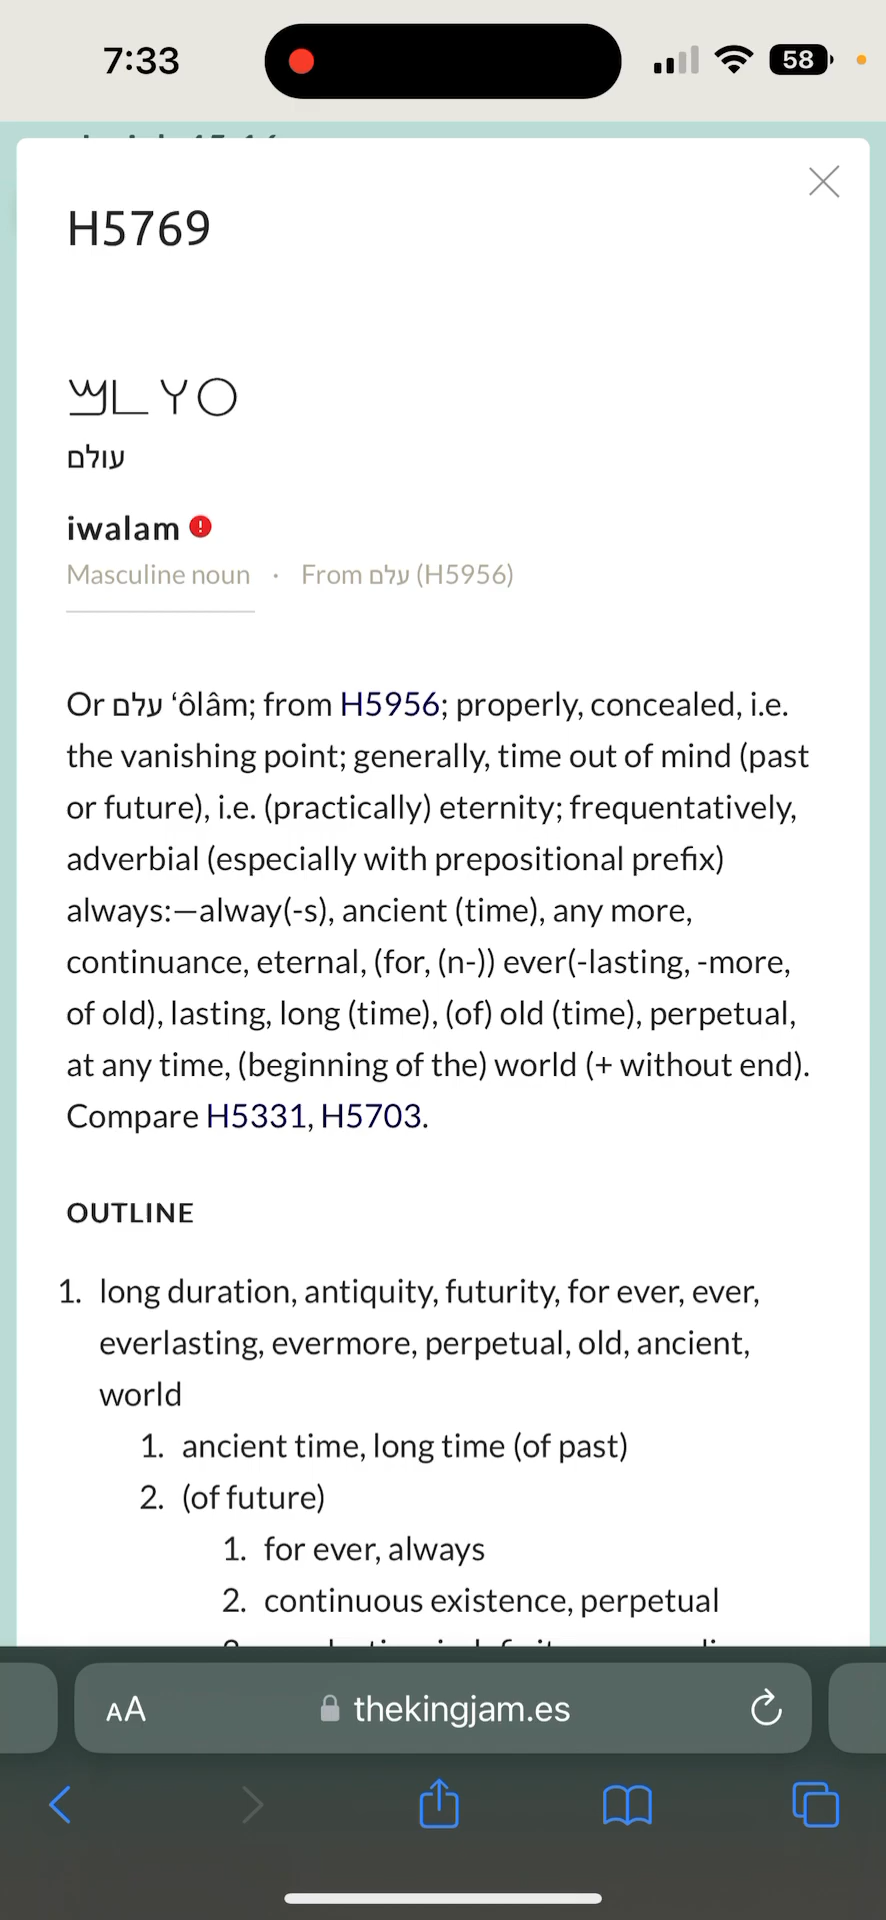 7:33
58
H5769
𐤌𐤋𐤅𐤏
עולם
iwalam
Masculine noun · From עלם (H5956)
Or עלם ‘ôlâm; from H5956; properly, concealed, i.e.
the vanishing point; generally, time out of mind (past
or future), i.e. (practically) eternity; frequentatively,
adverbial (especially with prepositional prefix)
always:—alway(-s), ancient (time), any more,
continuance, eternal, (for, (n-)) ever(-lasting, -more,
of old), lasting, long (time), (of) old (time), perpetual,
at any time, (beginning of the) world (+ without end).
Compare H5331, H5703.
OUTLINE
1. long duration, antiquity, futurity, for ever, ever,
everlasting, evermore, perpetual, old, ancient,
world
1. ancient time, long time (of past)
2. (of future)
1. for ever, always
2. continuous existence, perpetual
AA thekingjam.es